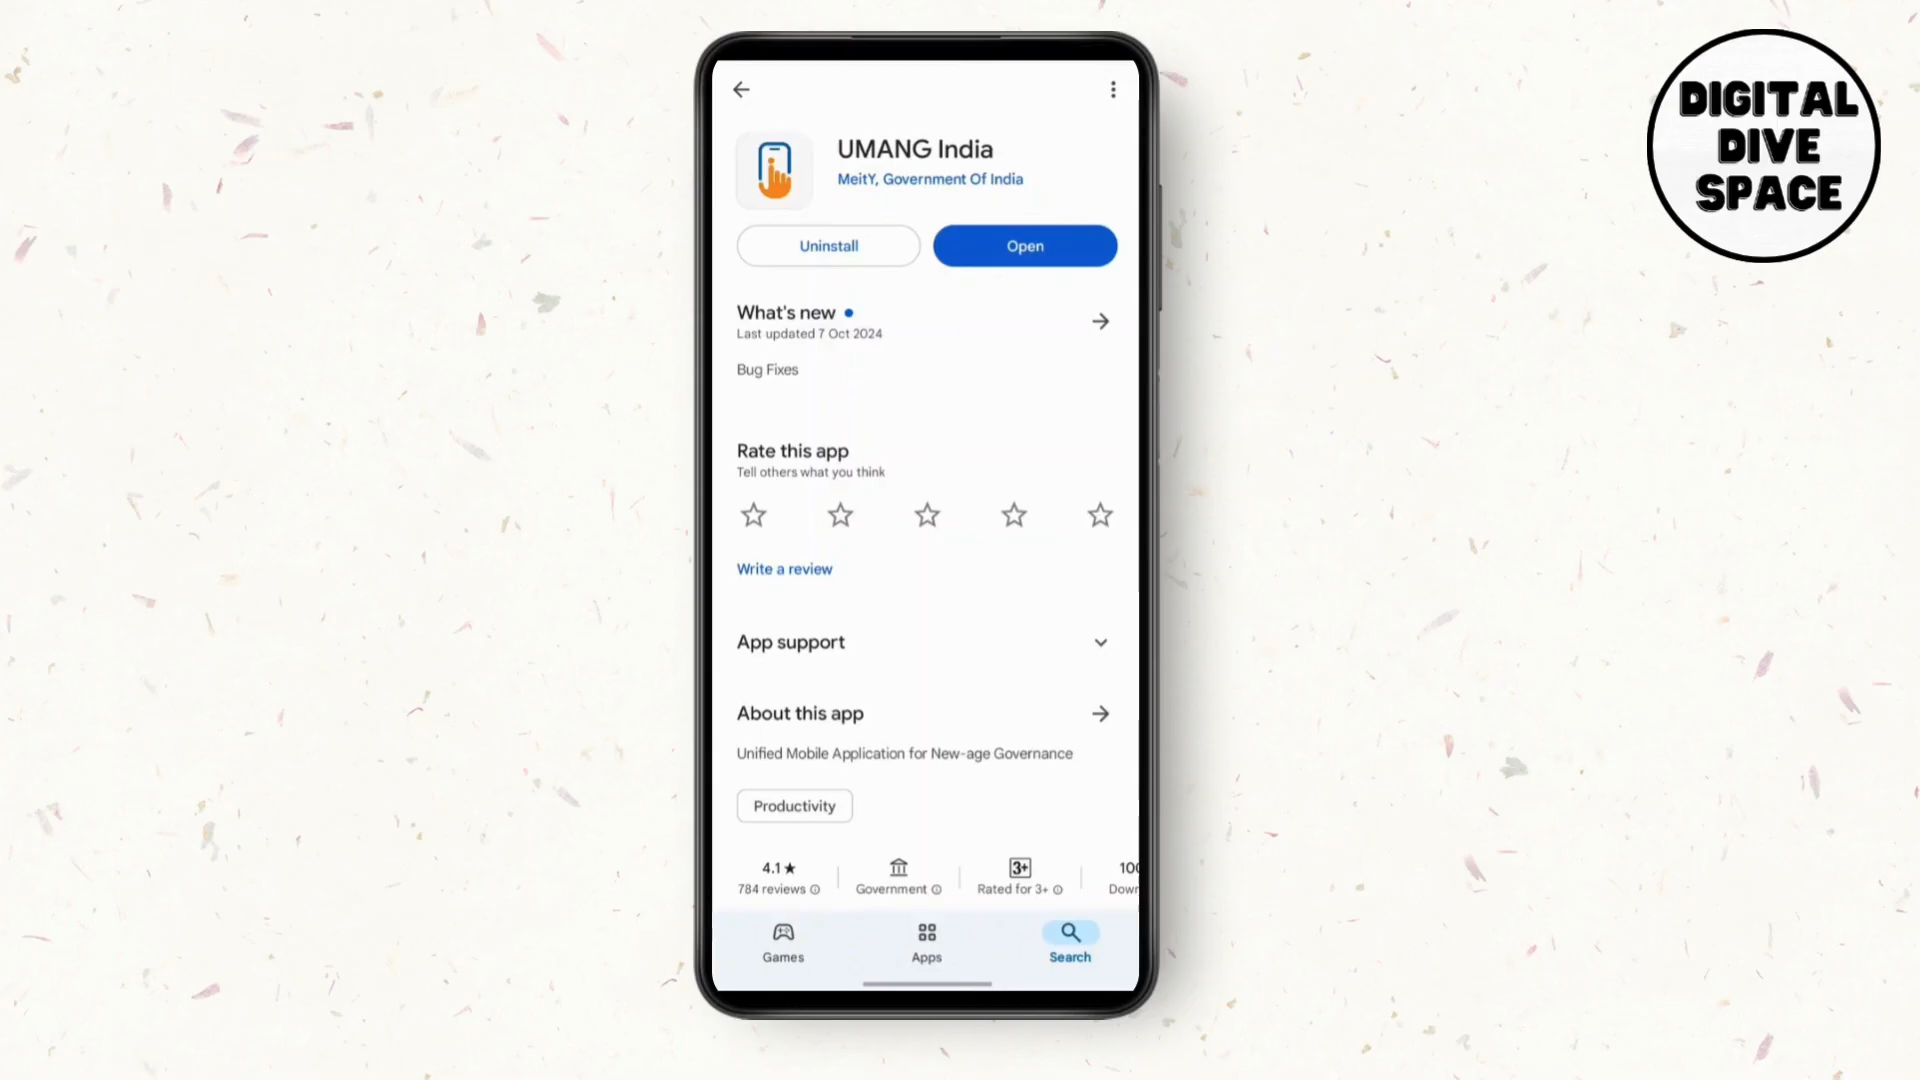 DIGITAL
DIVE
SPACE
UMANG India
MeitY, Government Of India
Uninstall
Open
What's new
Last updated 7 Oct 2024
Bug Fixes
Rate this app
Tell others what you think
Write a review
App support
About this app
Unified Mobile Application for New-age Governance
Productivity
4.1★
3+
784 reviews
Government
Rated for 3+
Games
Apps
Search